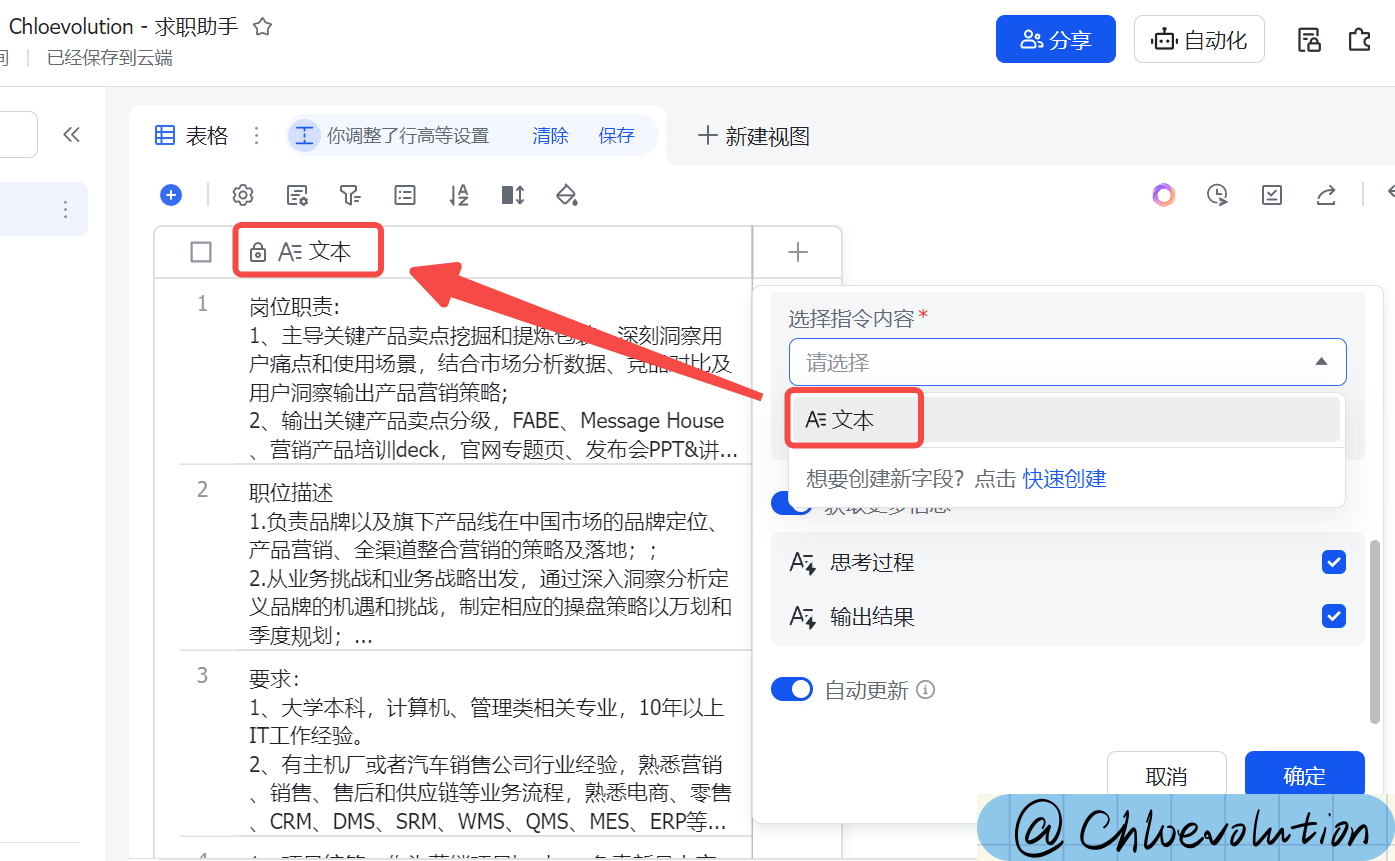 Chloevolution - 求职助手
间
已经保存到云端
分享
自动化
表格
你调整了行高等设置 清除 保存
新建视图
文本
1
岗位职责:
1、主导关键产品卖点挖掘和提炼包装，深刻洞察用
户痛点和使用场景，结合市场分析数据、竞品对比及
用户洞察输出产品营销策略;
2、输出关键产品卖点分级，FABE、Message House
、营销产品培训deck，官网专题页、发布会PPT&讲...
2
职位描述
1.负责品牌以及旗下产品线在中国市场的品牌定位、
产品营销、全渠道整合营销的策略及落地；；
2.从业务挑战和业务战略出发，通过深入洞察分析定
义品牌的机遇和挑战，制定相应的操盘策略以万划和
季度规划；...
3
要求：
1、大学本科，计算机、管理类相关专业，10年以上
IT工作经验。
2、有主机厂或者汽车销售公司行业经验，熟悉营销
、销售、售后和供应链等业务流程，熟悉电商、零售
、CRM、DMS、SRM、WMS、QMS、MES、ERP等...
4
选择指令内容*
请选择
文本
想要创建新字段？点击 快速创建
获取更多信息
思考过程
输出结果
自动更新
取消
确定
@Chloevolution